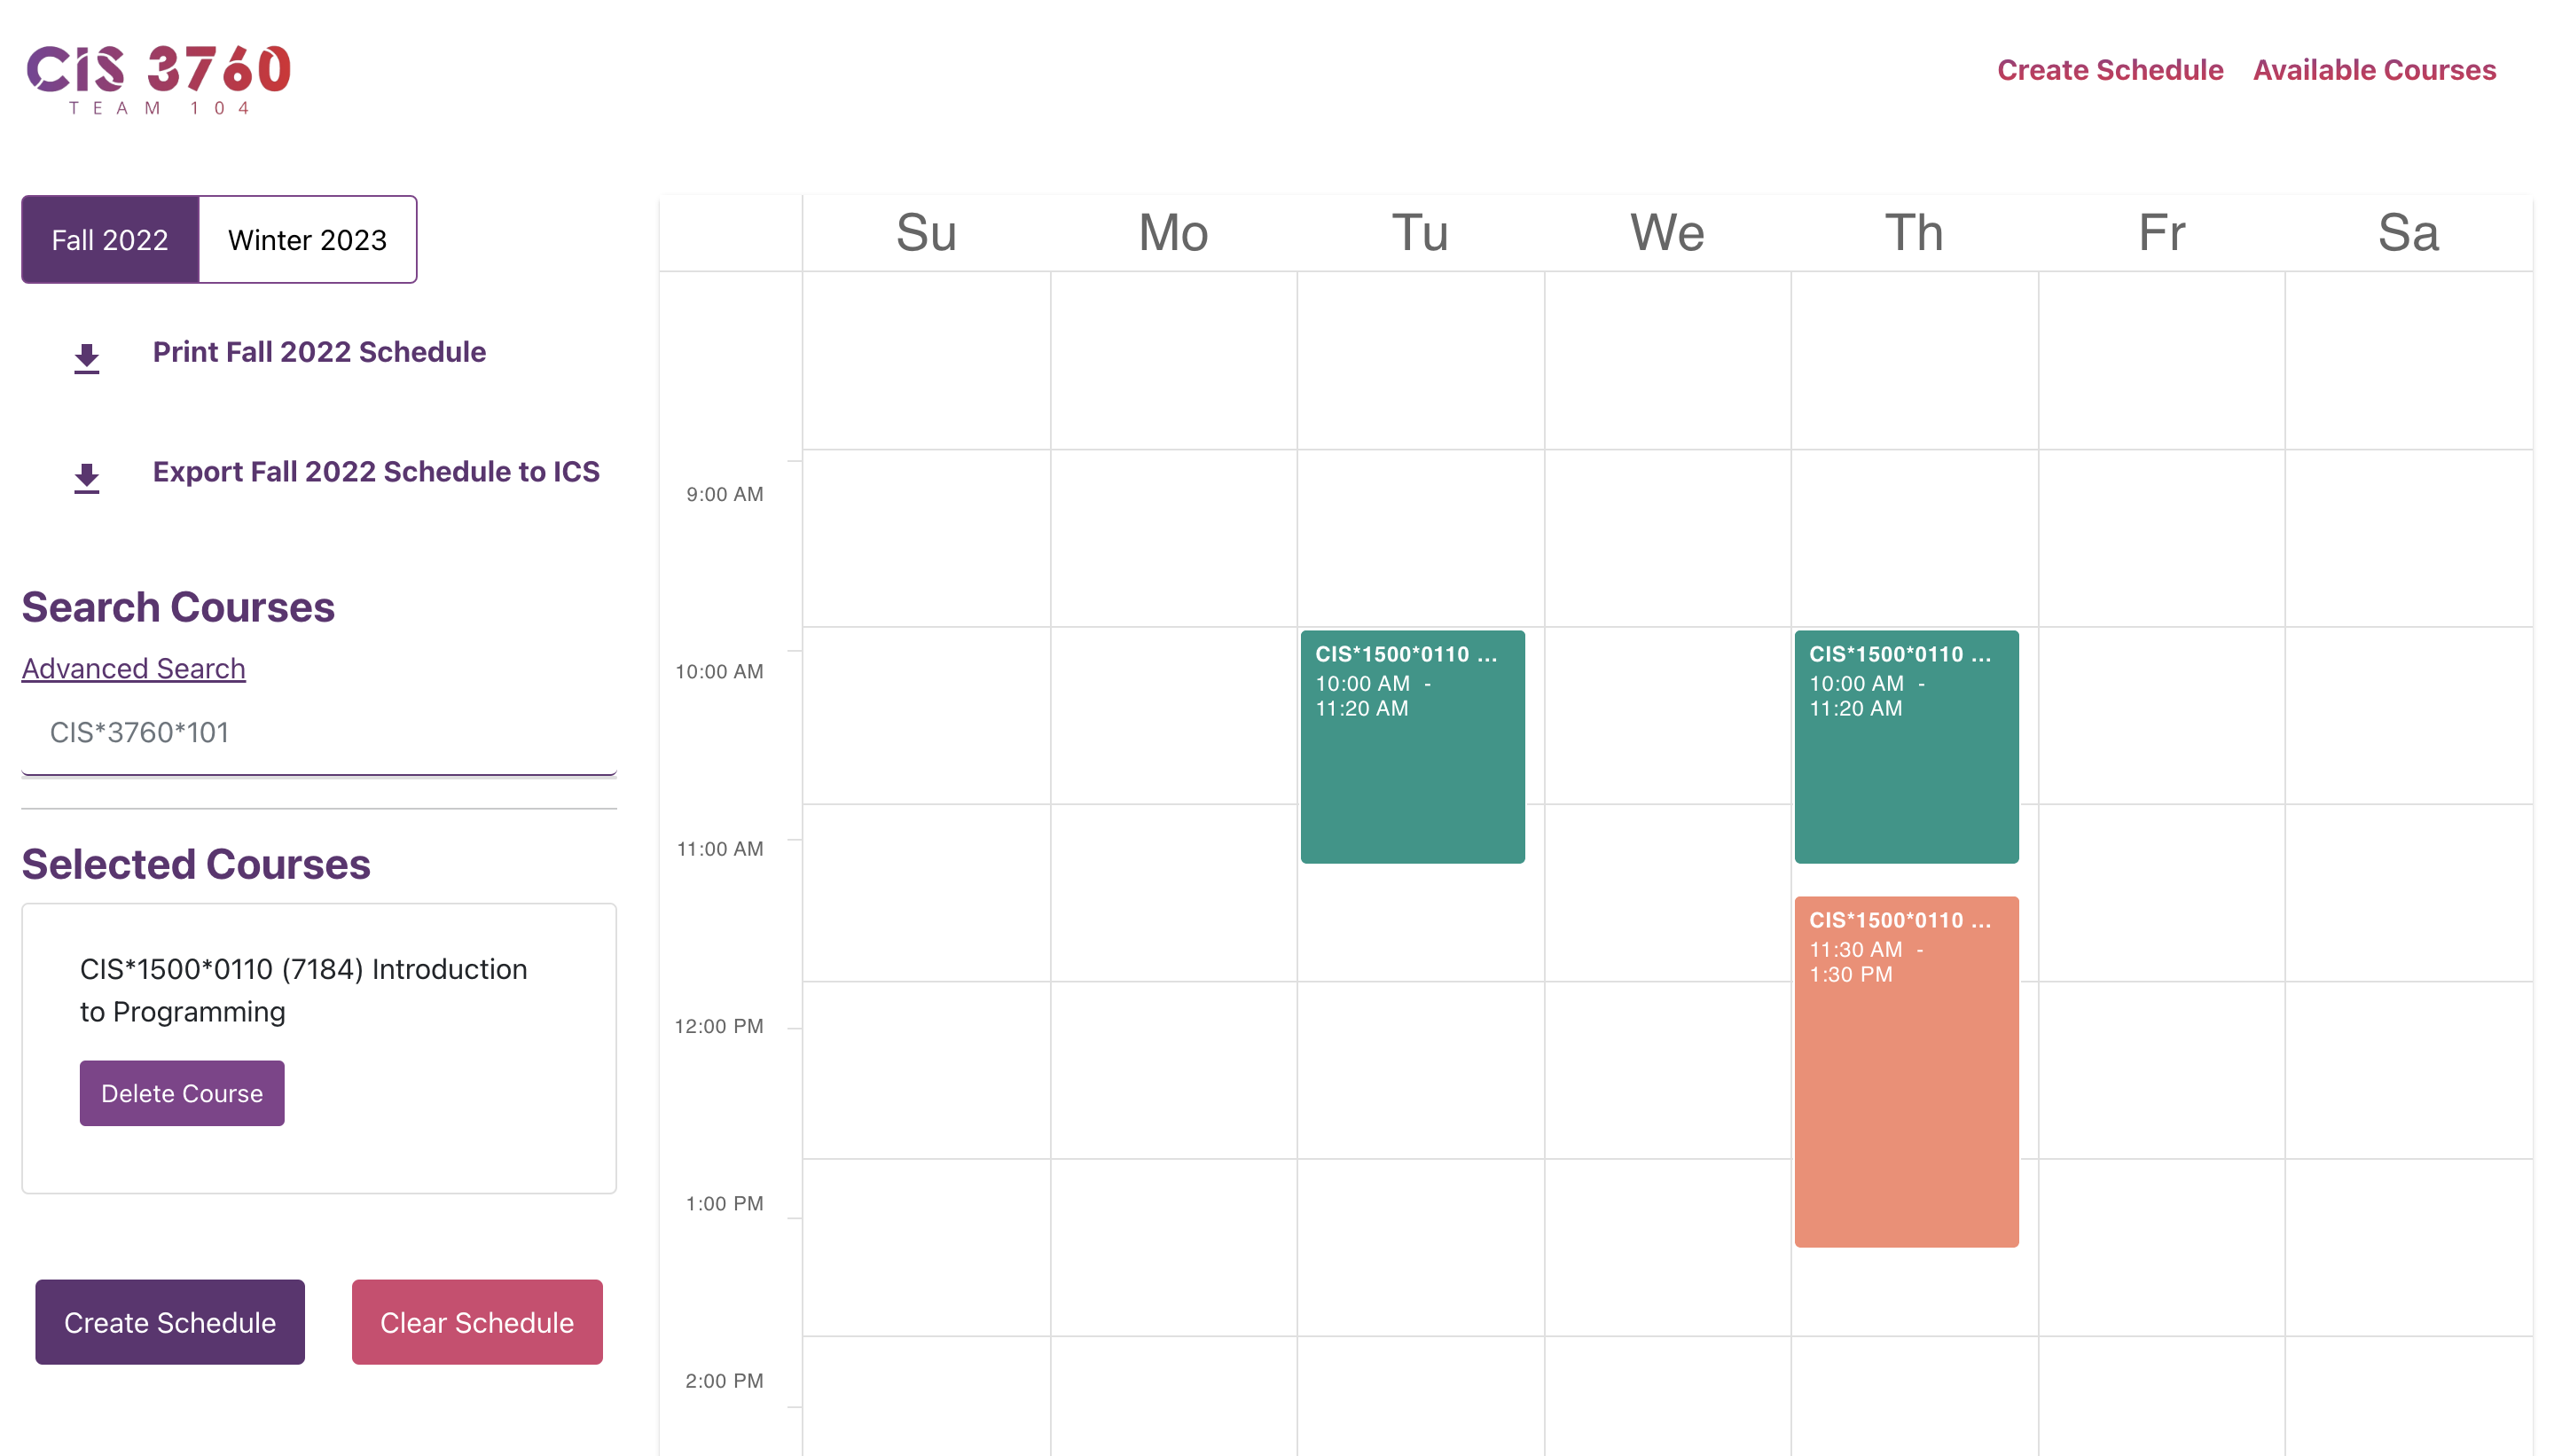 CIS 3760
TEAM 104
Create Schedule
Available Courses
Fall 2022
Winter 2023
Print Fall 2022 Schedule
Export Fall 2022 Schedule to ICS
Search Courses
Advanced Search
CIS*3760*101
Selected Courses
CIS*1500*0110 (7184) Introduction
to Programming
Delete Course
Create Schedule
Clear Schedule
Su
Mo
Tu
We
Th
Fr
Sa
9:00 AM
10:00 AM
11:00 AM
12:00 PM
1:00 PM
2:00 PM
CIS*1500*0110 ...
10:00 AM -
11:20 AM
CIS*1500*0110 ...
10:00 AM -
11:20 AM
CIS*1500*0110 ...
11:30 AM -
1:30 PM